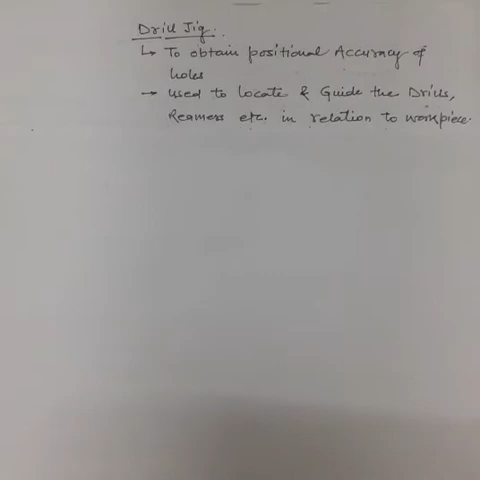 Drill Jig:
↳ To obtain positional Accuracy of
holes
→ used to Locate & Guide the Drills,
Reamers etc. in relation to workpiece.